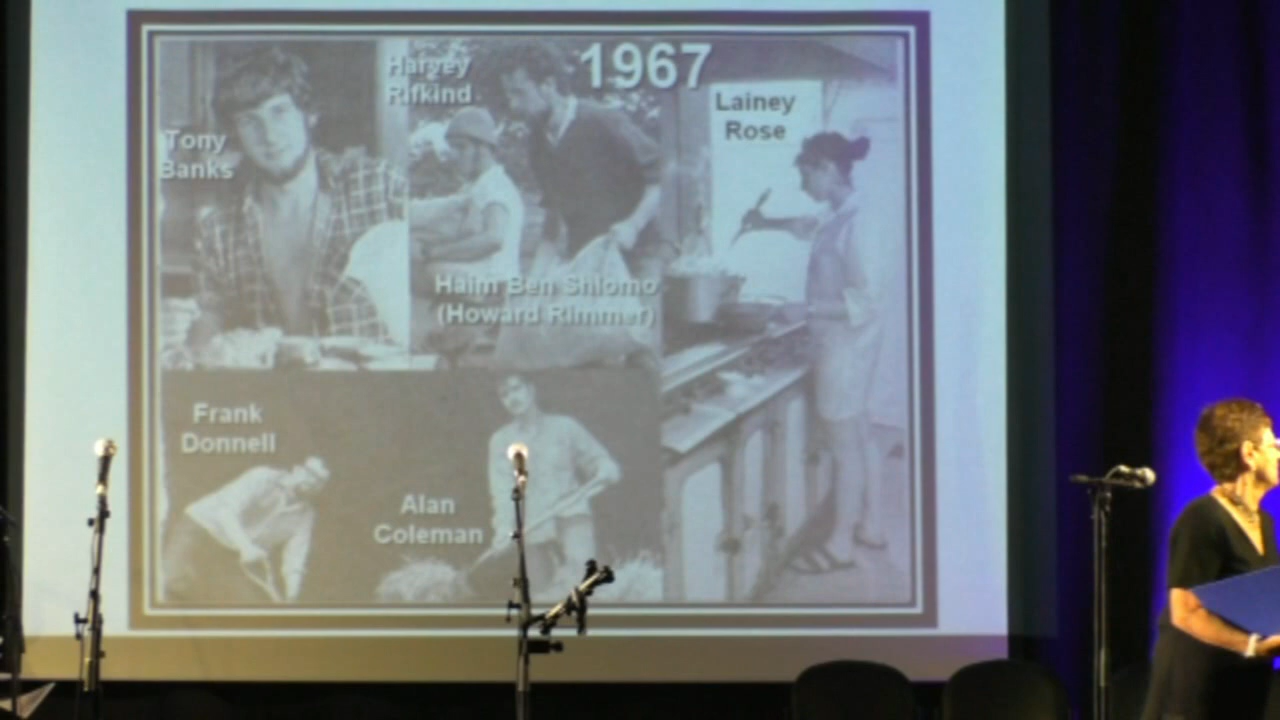 1967
Harvey
Rifkind
Lainey
Rose
Tony
Banks
Haim Ben Shlomo
(Howard Rimmer)
Frank
Donnell
Alan
Coleman